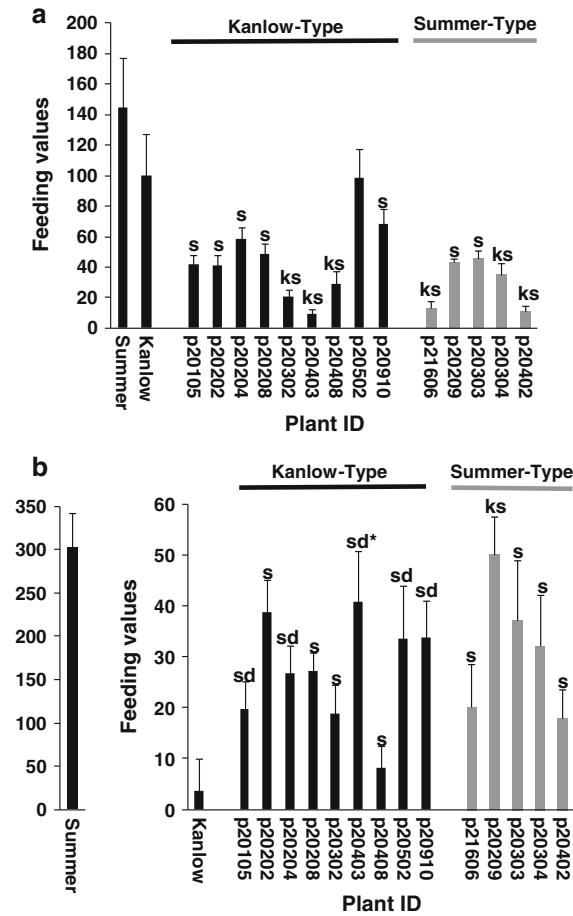 a
Kanlow-Type
Summer-Type
Feeding values
200
180
160
140
120
100
80
60
40
20
0
s
s
s
s
ks
ks
ks
s
ks
s
s
ks
ks
Summer
Kanlow
p20105
p20202
p20204
p20208
p20302
p20403
p20408
p20502
p20910
p21606
p20209
p20303
p20304
p20402
Plant ID
b
Kanlow-Type
Summer-Type
350
300
250
200
150
100
50
0
Summer
Feeding values
60
50
40
30
20
10
0
sd
s
sd
s
s
sd*
s
sd
sd
s
ks
s
s
s
Kanlow
p20105
p20202
p20204
p20208
p20302
p20403
p20408
p20502
p20910
p21606
p20209
p20303
p20304
p20402
Plant ID